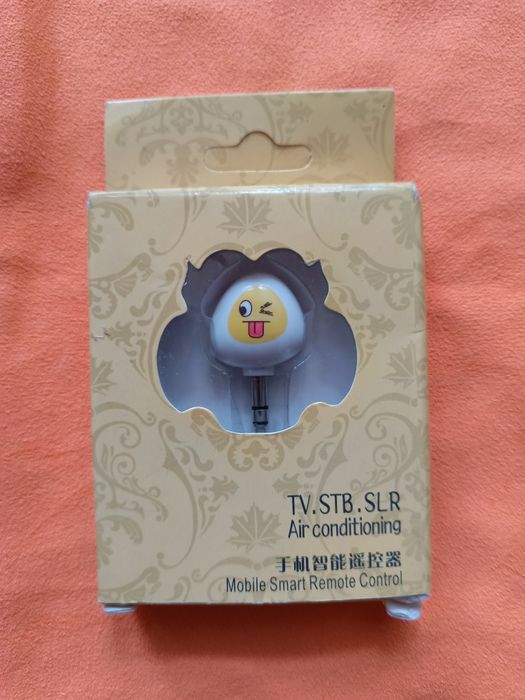 TV.STB.SLR
Air conditioning
手机智能遥控器
Mobile Smart Remote Control